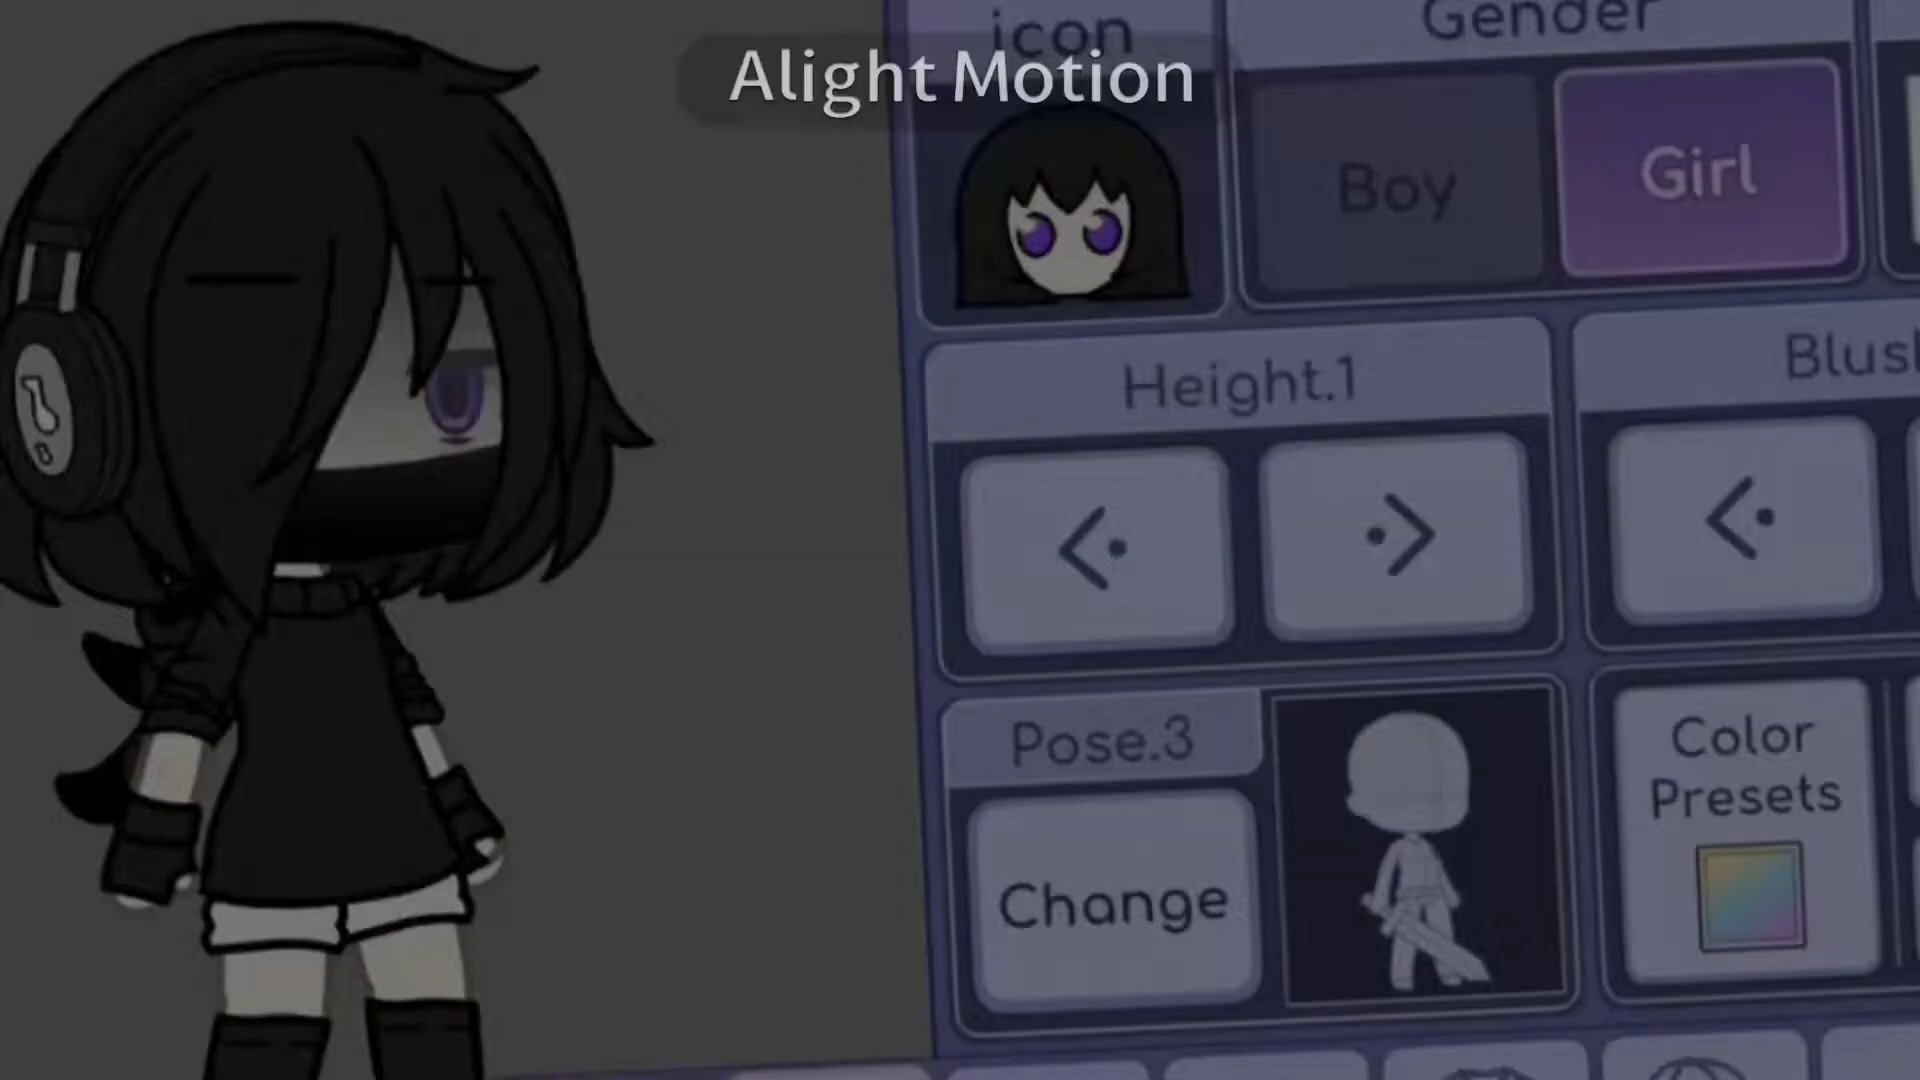 icon
Gender
Alight Motion
Boy
Girl
Height.1
Pose.3
Change
Color
Presets
B